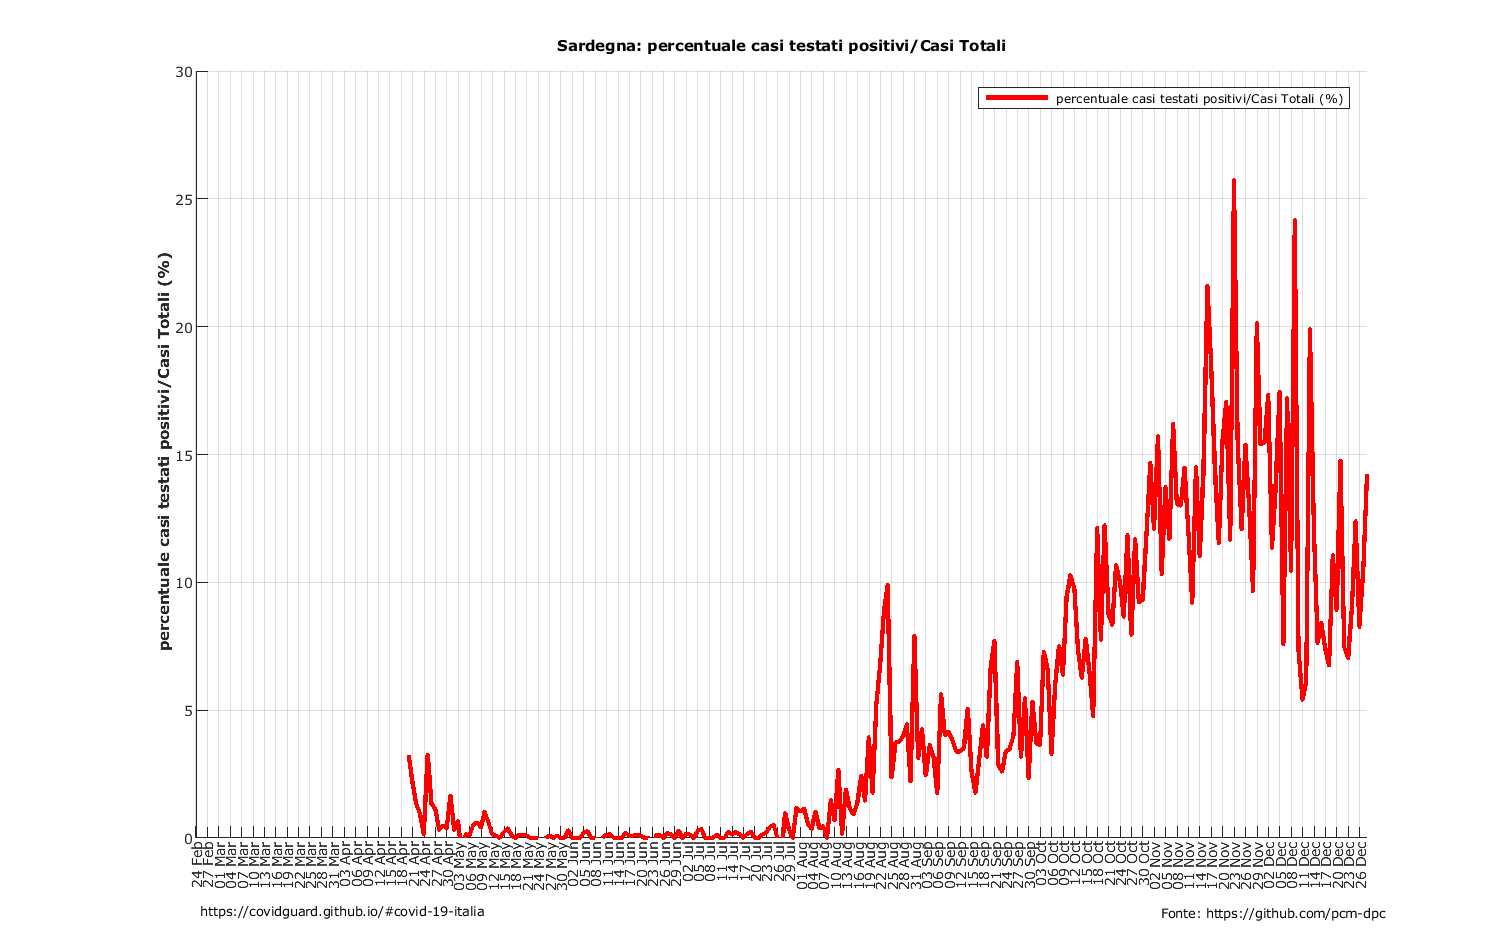 Sardegna: percentuale casi testati positivi/Casi Totali
percentuale casi testati positivi/Casi Totali (%)
percentuale casi testati positivi/Casi Totali (%)
30
25
20
15
10
5
0
24 Feb
27 Feb
01 Mar
04 Mar
07 Mar
10 Mar
13 Mar
16 Mar
19 Mar
22 Mar
25 Mar
28 Mar
31 Mar
03 Apr
06 Apr
09 Apr
12 Apr
15 Apr
18 Apr
21 Apr
24 Apr
27 Apr
30 Apr
03 May
06 May
09 May
12 May
15 May
18 May
21 May
24 May
27 May
30 May
02 Jun
05 Jun
08 Jun
11 Jun
14 Jun
17 Jun
20 Jun
23 Jun
26 Jun
29 Jun
02 Jul
05 Jul
08 Jul
11 Jul
14 Jul
17 Jul
20 Jul
23 Jul
26 Jul
29 Jul
01 Aug
04 Aug
07 Aug
10 Aug
13 Aug
16 Aug
19 Aug
22 Aug
25 Aug
28 Aug
31 Aug
03 Sep
06 Sep
09 Sep
12 Sep
15 Sep
18 Sep
21 Sep
24 Sep
27 Sep
30 Sep
03 Oct
06 Oct
09 Oct
12 Oct
15 Oct
18 Oct
21 Oct
24 Oct
27 Oct
30 Oct
02 Nov
05 Nov
08 Nov
11 Nov
14 Nov
17 Nov
20 Nov
23 Nov
26 Nov
29 Nov
02 Dec
05 Dec
08 Dec
11 Dec
14 Dec
17 Dec
20 Dec
23 Dec
26 Dec
https://covidguard.github.io/#covid-19-italia
Fonte: https://github.com/pcm-dpc